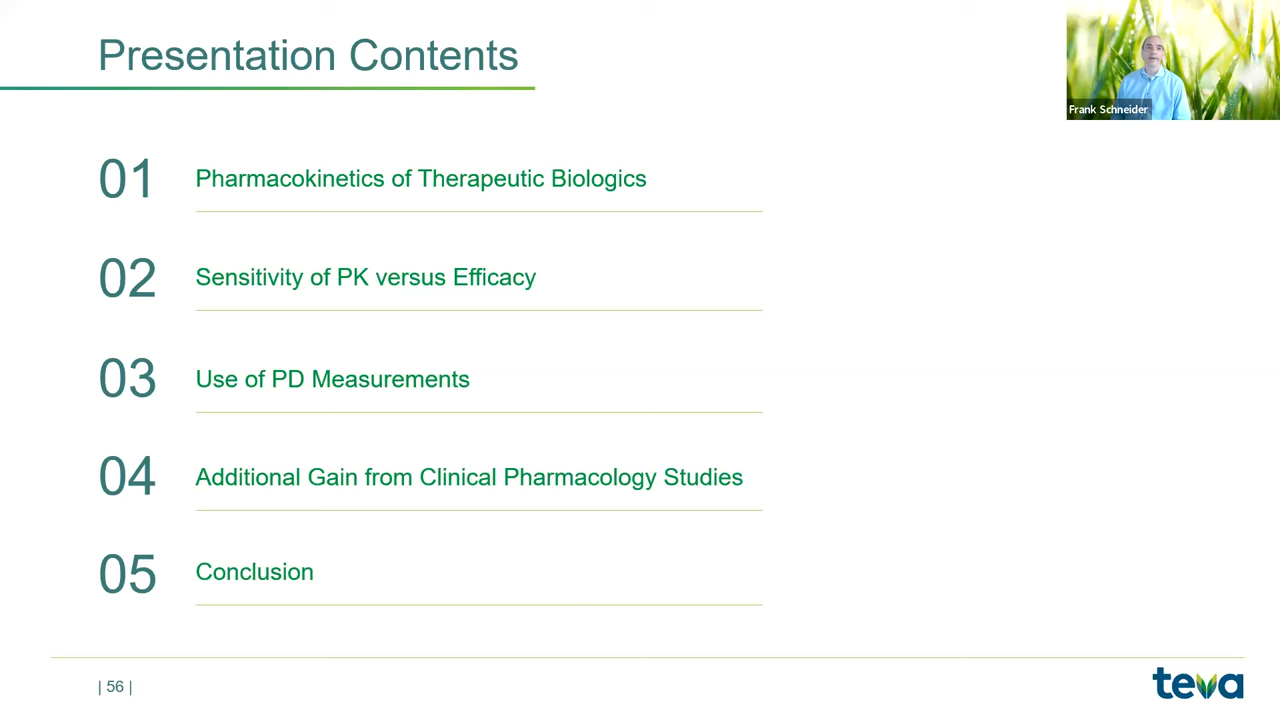 Presentation Contents
Frank Schneider
01 Pharmacokinetics of Therapeutic Biologics
02 Sensitivity of PK versus Efficacy
03 Use of PD Measurements
04 Additional Gain from Clinical Pharmacology Studies
05 Conclusion
| 56 |
teva